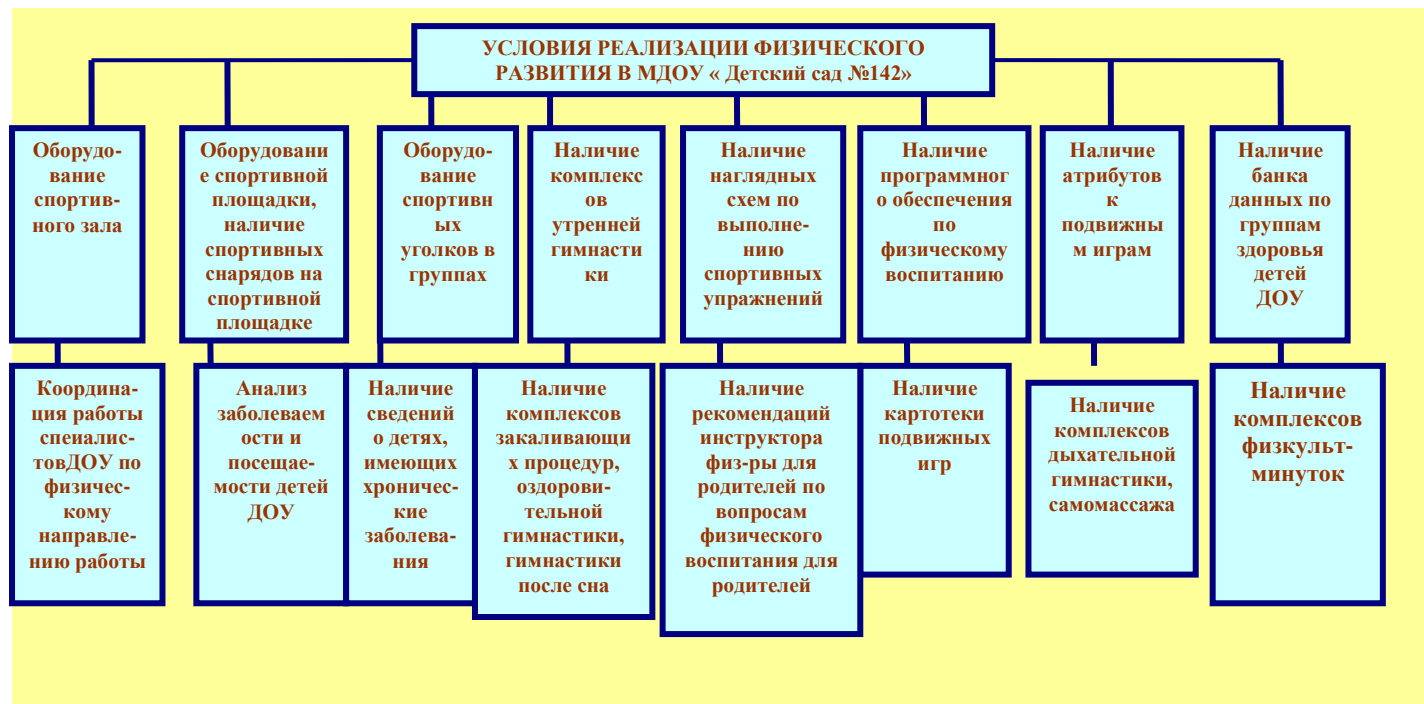 УСЛОВИЯ РЕАЛИЗАЦИИ ФИЗИЧЕСКОГО
РАЗВИТИЯ В МДОУ « Детский сад №142»
Оборудо-
вание
спортив-
ного зала
Оборудовани
е спортивной
площадки,
наличие
спортивных
снарядов на
спортивной
площадке
Оборудо-
вание
спортивн
ых
уголков в
группах
Наличие
комплекс
ов
утренней
гимнасти
ки
Наличие
наглядных
схем по
выполне-
нию
спортивных
упражнений
Наличие
программног
о обеспечения
по
физическому
воспитанию
Наличие
атрибутов
к
подвижны
м играм
Наличие
банка
данных по
группам
здоровья
детей
ДОУ
Координа-
ция работы
спеиалис-
товДОУ по
физичес-
кому
направле-
нию работы
Анализ
заболеваем
ости и
посещае-
мости детей
ДОУ
Наличие
сведений
о детях,
имеющих
хроничес-
кие
заболева-
ния
Наличие
комплексов
закаливающи
х процедур,
оздорови-
тельной
гимнастики,
гимнастики
после сна
Наличие
рекомендаций
инструктора
физ-ры для
родителей по
вопросам
физического
воспитания для
родителей
Наличие
картотеки
подвижных
игр
Наличие
комплексов
дыхательной
гимнастики,
самомассажа
Наличие
комплексов
физкульт-
минуток